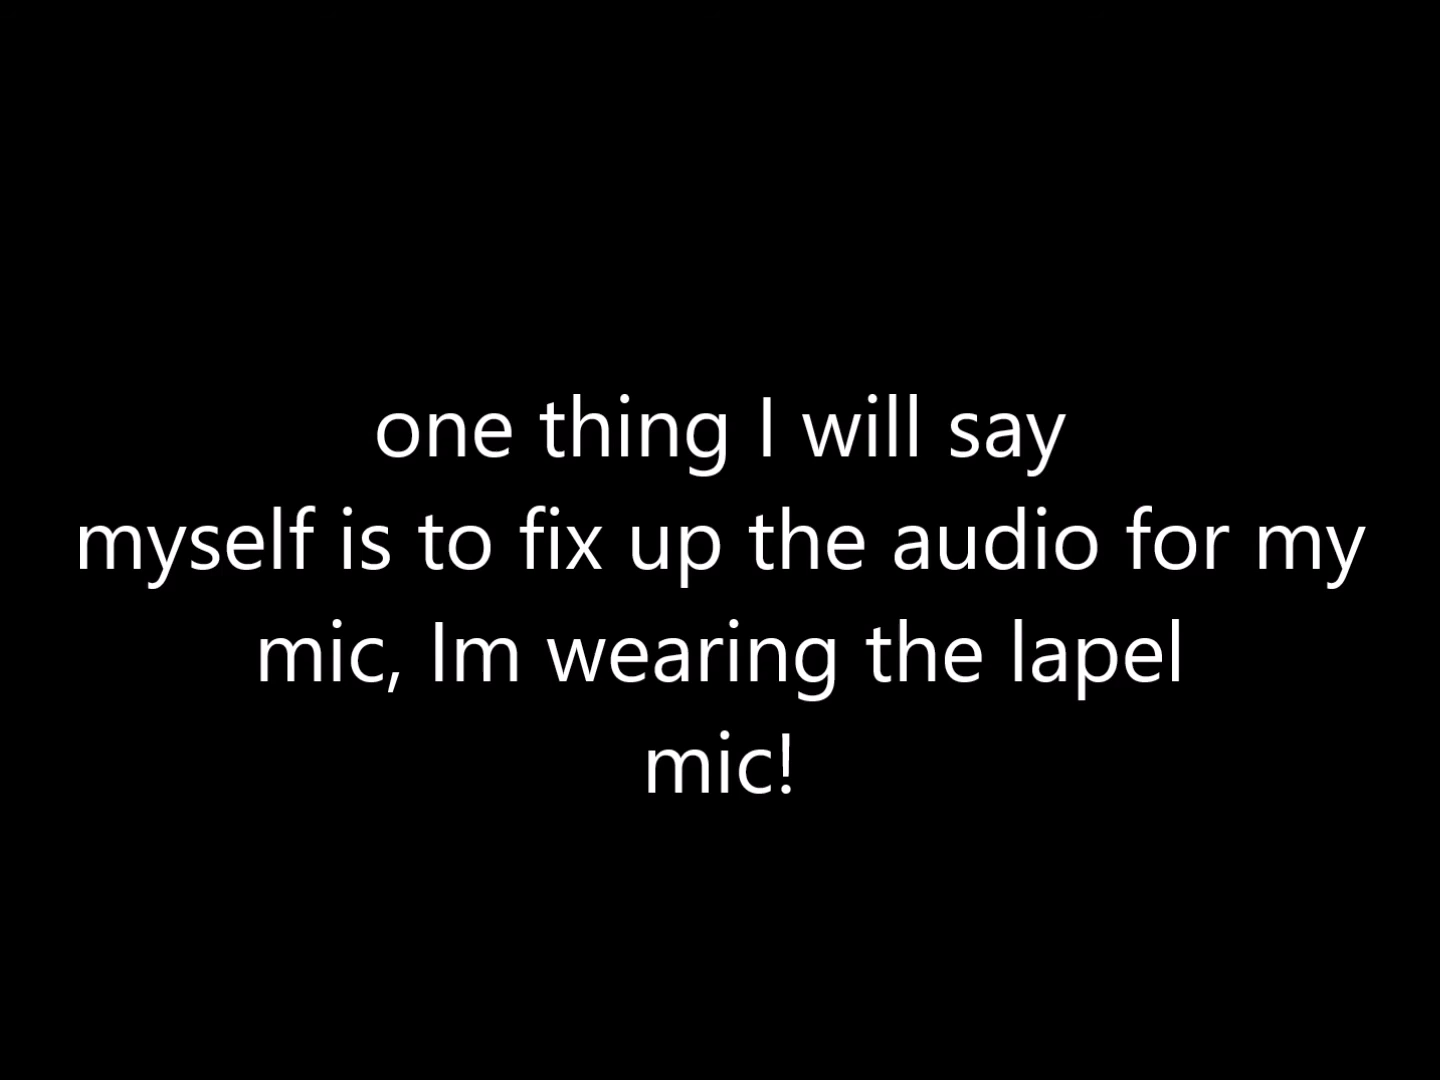 one thing I will say
myself is to fix up the audio for my
mic, Im wearing the lapel
mic!